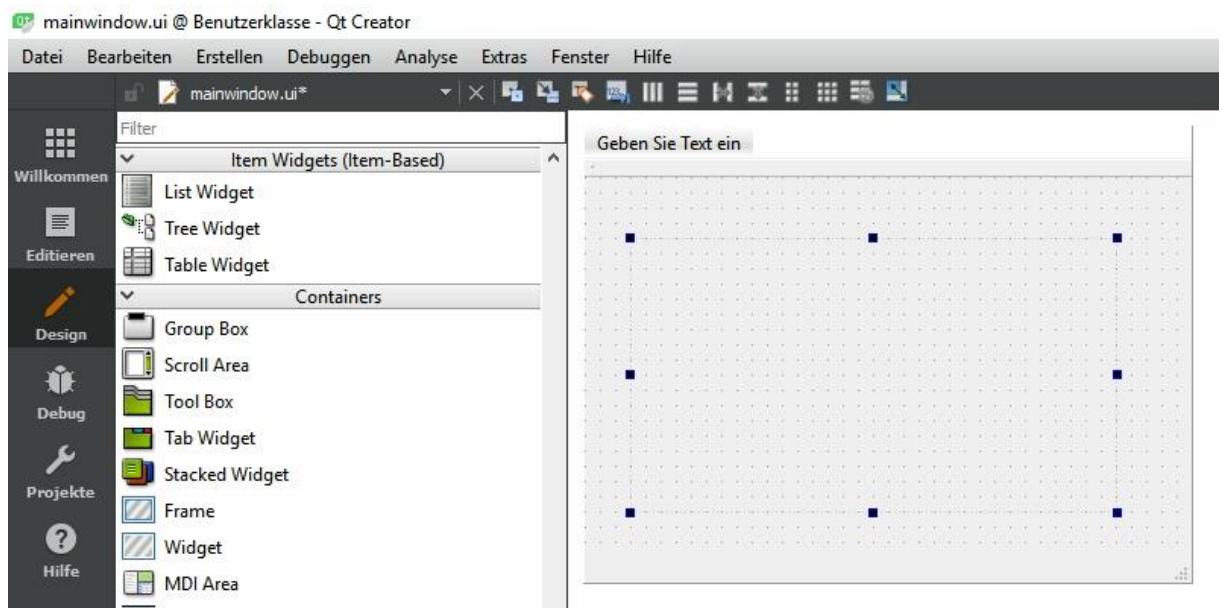 mainwindow.ui @ Benutzerklasse - Qt Creator
Datei Bearbeiten Erstellen Debuggen Analyse Extras Fenster Hilfe
mainwindow.ui*
Filter
Willkommen
Editieren
Design
Debug
Projekte
Hilfe
Item Widgets (Item-Based)
List Widget
Tree Widget
Table Widget
Containers
Group Box
Scroll Area
Tool Box
Tab Widget
Stacked Widget
Frame
Widget
MDI Area
Geben Sie Text ein